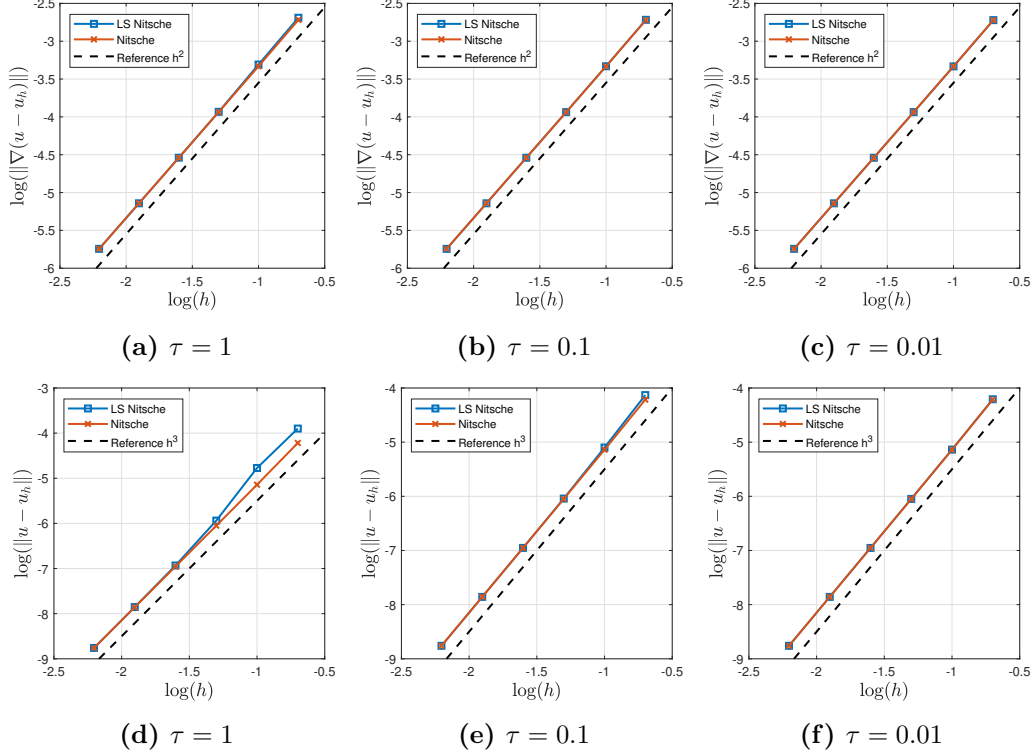 -2.5
-3
-3.5
-4
-4.5
-5
-5.5
-6
log(‖∇(u − u_h)‖)
LS Nitsche
Nitsche
Reference h²
-2.5 -2 -1.5 -1 -0.5
log(h)
(a) τ = 1
-2.5
-3
-3.5
-4
-4.5
-5
-5.5
-6
log(‖∇(u − u_h)‖)
LS Nitsche
Nitsche
Reference h²
-2.5 -2 -1.5 -1 -0.5
log(h)
(b) τ = 0.1
-2.5
-3
-3.5
-4
-4.5
-5
-5.5
-6
log(‖∇(u − u_h)‖)
LS Nitsche
Nitsche
Reference h²
-2.5 -2 -1.5 -1 -0.5
log(h)
(c) τ = 0.01
-3
-4
-5
-6
-7
-8
-9
log(‖u − u_h‖)
LS Nitsche
Nitsche
Reference h³
-2.5 -2 -1.5 -1 -0.5
log(h)
(d) τ = 1
-4
-5
-6
-7
-8
-9
log(‖u − u_h‖)
LS Nitsche
Nitsche
Reference h³
-2.5 -2 -1.5 -1 -0.5
log(h)
(e) τ = 0.1
-4
-5
-6
-7
-8
-9
log(‖u − u_h‖)
LS Nitsche
Nitsche
Reference h³
-2.5 -2 -1.5 -1 -0.5
log(h)
(f) τ = 0.01